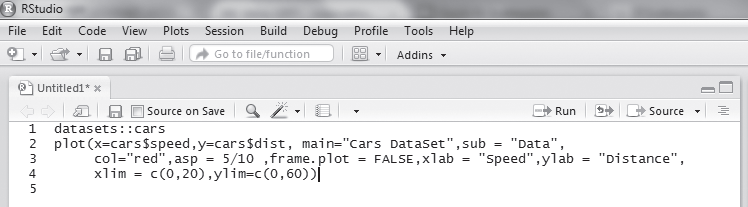 R RStudio
File Edit Code View Plots Session Build Debug Profile Tools Help
Go to file/function Addins
R Untitled1* ×
Source on Save Run Source
1 datasets::cars
2 plot(x=cars$speed,y=cars$dist, main="Cars DataSet",sub = "Data",
3 col="red",asp = 5/10 ,frame.plot = FALSE,xlab = "Speed",ylab = "Distance",
4 xlim = c(0,20),ylim=c(0,60))
5